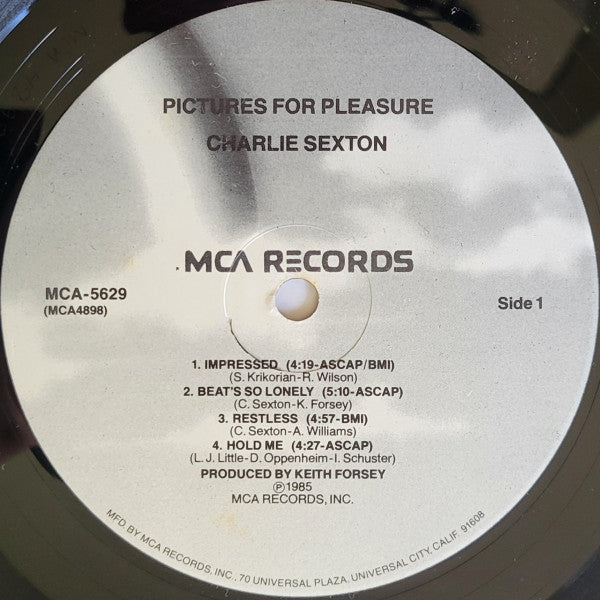 PICTURES FOR PLEASURE
CHARLIE SEXTON
MCA RECORDS
MCA-5629
(MCA4898)
Side 1
1. IMPRESSED (4:19-ASCAP/BMI)
(S. Krikorian-R. Wilson)
2. BEAT'S SO LONELY (5:10-ASCAP)
(C. Sexton-K. Forsey)
3. RESTLESS (4:57-BMI)
(C. Sexton-A. Williams)
4. HOLD ME (4:27-ASCAP)
(L. J. Little-D. Oppenheim-I. Schuster)
PRODUCED BY KEITH FORSEY
℗1985
MCA RECORDS, INC.
MFD. BY MCA RECORDS, INC., 70 UNIVERSAL PLAZA, UNIVERSAL CITY, CALIF. 91608